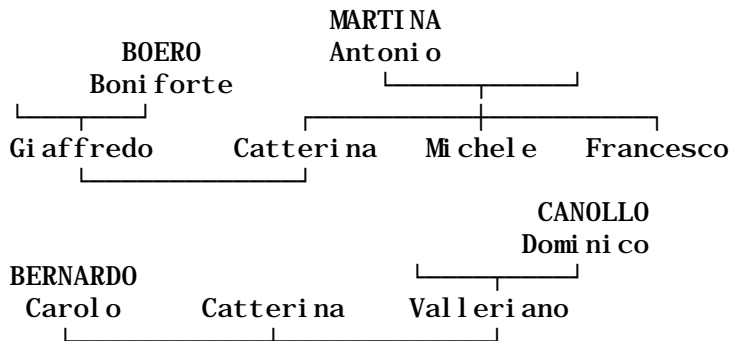 MARTINA
BOERO Antonio
Boniforte
Giaffredo Catterina Michele Francesco
CANOLLO
Dominico
BERNARDO
Carolo Catterina Valleriano